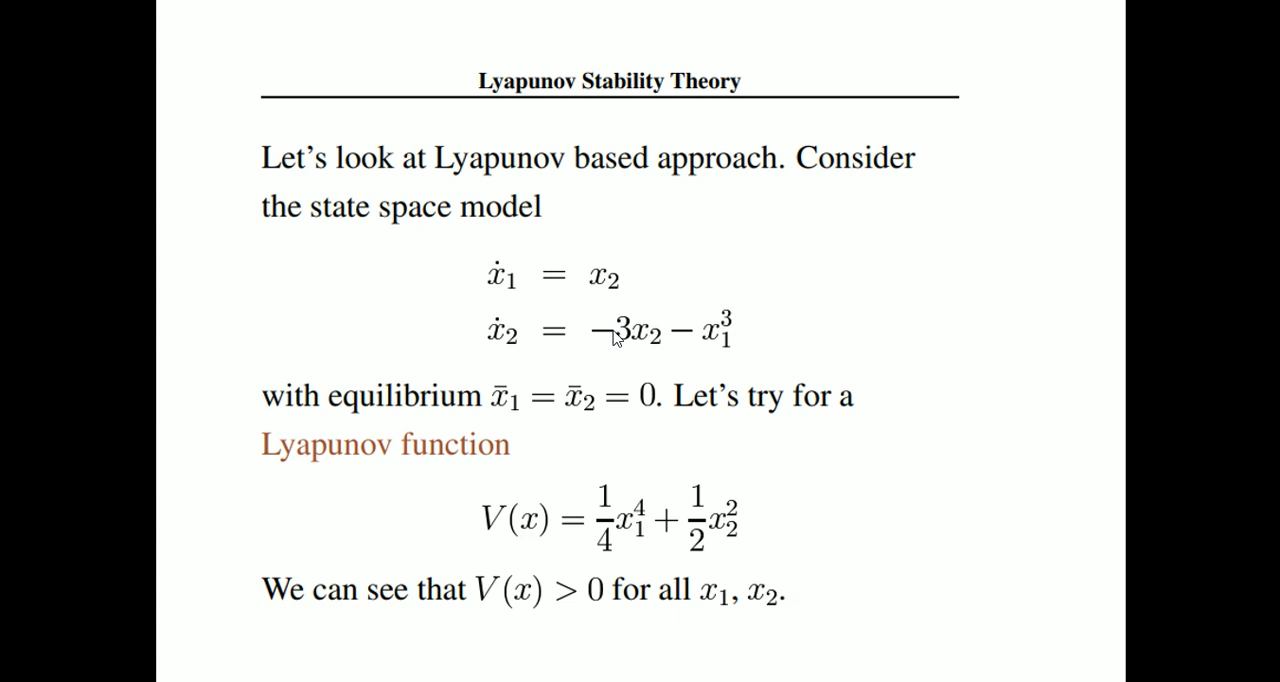 Lyapunov Stability Theory
Let's look at Lyapunov based approach. Consider
the state space model
ẋ₁ = x₂
ẋ₂ = −3x₂ − x₁³
with equilibrium x̄₁ = x̄₂ = 0. Let's try for a
Lyapunov function
V(x) = 1/4 x₁⁴ + 1/2 x₂²
We can see that V(x) > 0 for all x₁, x₂.